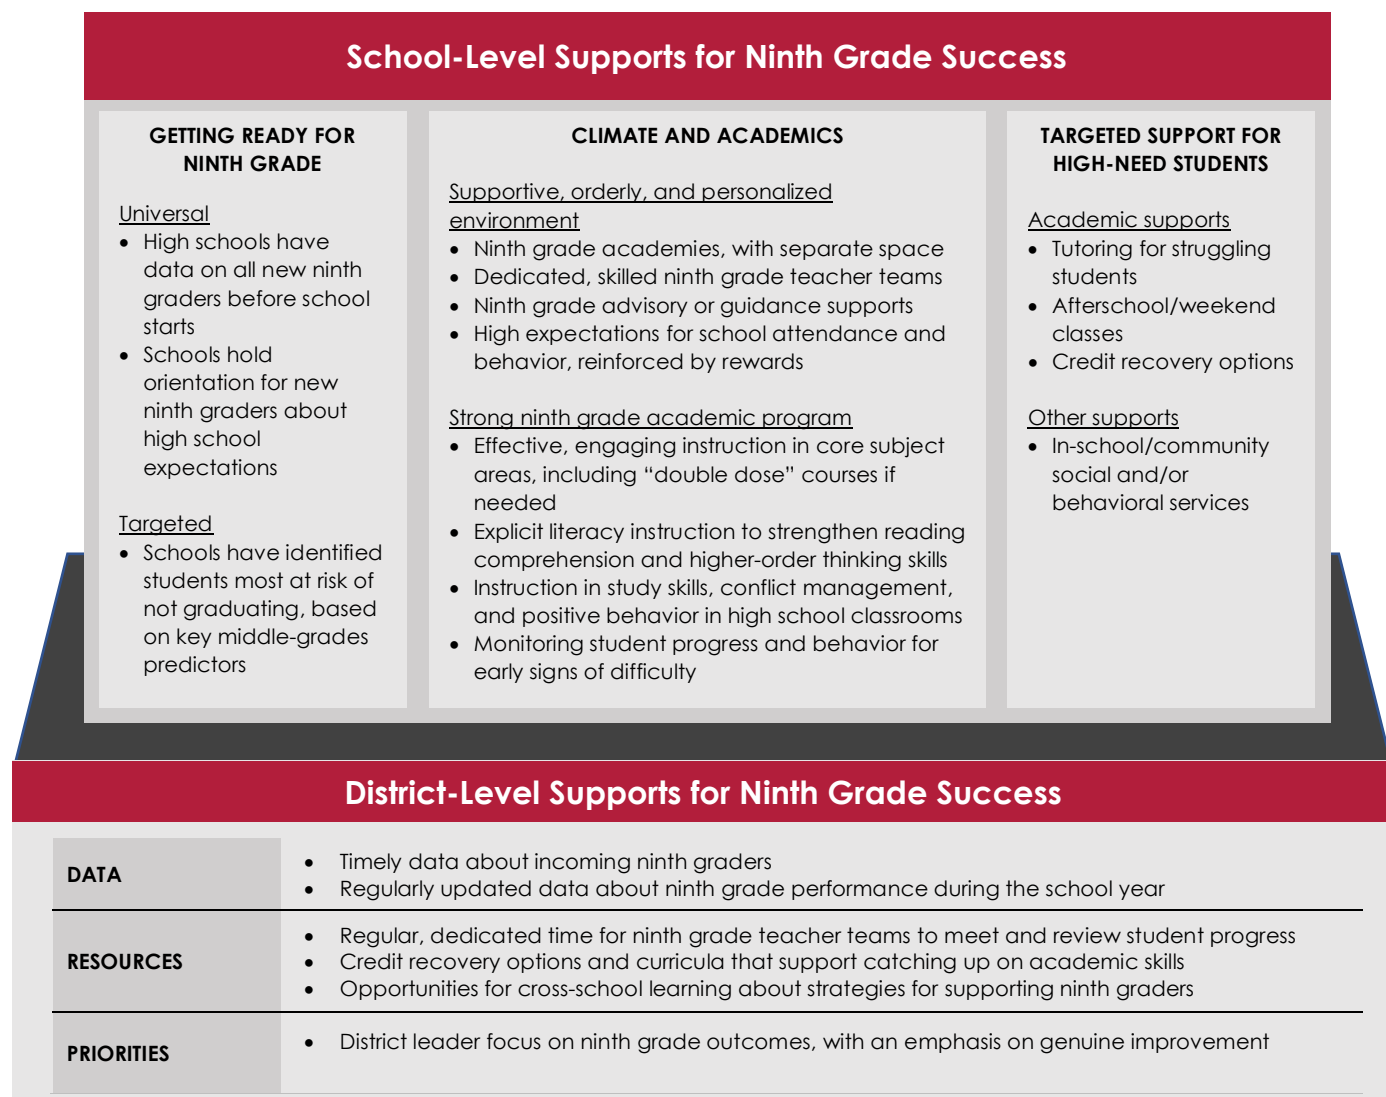 School-Level Supports for Ninth Grade Success
GETTING READY FOR
NINTH GRADE
Universal
• High schools have
data on all new ninth
graders before school
starts
• Schools hold
orientation for new
ninth graders about
high school
expectations
Targeted
• Schools have identified
students most at risk of
not graduating, based
on key middle-grades
predictors
CLIMATE AND ACADEMICS
Supportive, orderly, and personalized
environment
• Ninth grade academies, with separate space
• Dedicated, skilled ninth grade teacher teams
• Ninth grade advisory or guidance supports
• High expectations for school attendance and
behavior, reinforced by rewards
Strong ninth grade academic program
• Effective, engaging instruction in core subject
areas, including “double dose” courses if
needed
• Explicit literacy instruction to strengthen reading
comprehension and higher-order thinking skills
• Instruction in study skills, conflict management,
and positive behavior in high school classrooms
• Monitoring student progress and behavior for
early signs of difficulty
TARGETED SUPPORT FOR
HIGH-NEED STUDENTS
Academic supports
• Tutoring for struggling
students
• Afterschool/weekend
classes
• Credit recovery options
Other supports
• In-school/community
social and/or
behavioral services
District-Level Supports for Ninth Grade Success
DATA
• Timely data about incoming ninth graders
• Regularly updated data about ninth grade performance during the school year
RESOURCES
• Regular, dedicated time for ninth grade teacher teams to meet and review student progress
• Credit recovery options and curricula that support catching up on academic skills
• Opportunities for cross-school learning about strategies for supporting ninth graders
PRIORITIES
• District leader focus on ninth grade outcomes, with an emphasis on genuine improvement